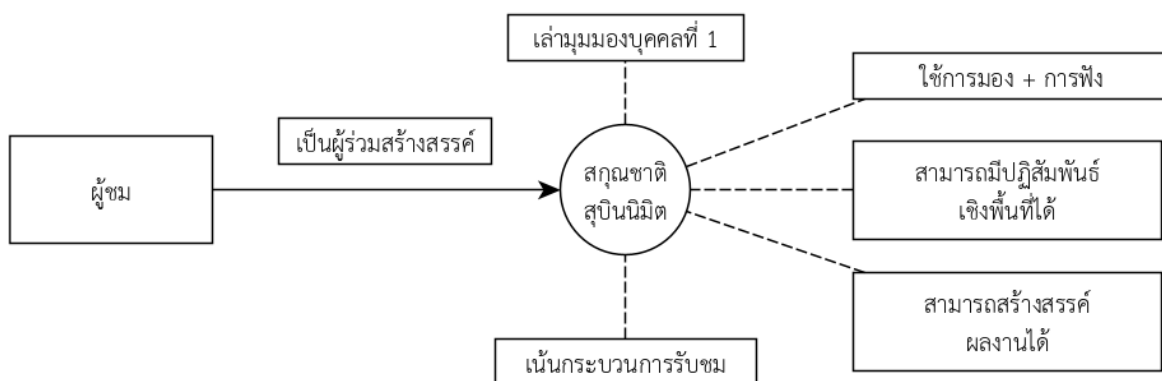 เล่ามุมมองบุคคลที่ 1
ใช้การมอง + การฟัง
เป็นผู้ร่วมสร้างสรรค์
ผู้ชม
สกุณชาติ
สุบินนิมิต
สามารถมีปฏิสัมพันธ์
เชิงพื้นที่ได้
สามารถสร้างสรรค์
ผลงานได้
เน้นกระบวนการรับชม